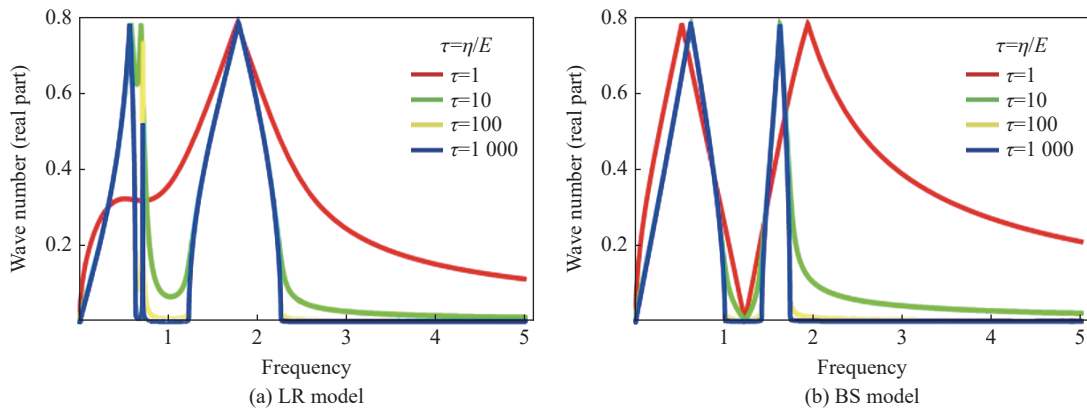 0.8
0.6
0.4
0.2
Wave number (real part)
τ=η/E
τ=1
τ=10
τ=100
τ=1 000
1
2
3
4
5
Frequency
(a) LR model
0.8
0.6
0.4
0.2
Wave number (real part)
τ=η/E
τ=1
τ=10
τ=100
τ=1 000
1
2
3
4
5
Frequency
(b) BS model